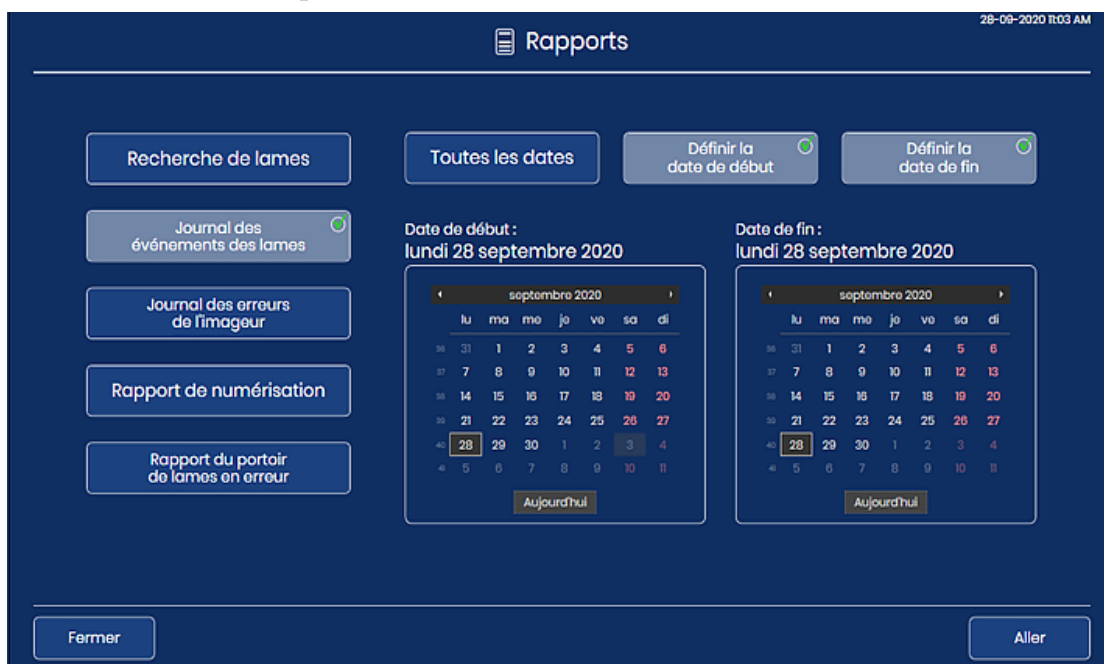 28-09-2020 11:03 AM
Rapports
Recherche de lames
Journal des
événements des lames
Journal des erreurs
de l'imageur
Rapport de numérisation
Rapport du portoir
de lames en erreur
Toutes les dates
Définir la
date de début
Définir la
date de fin
Date de début :
lundi 28 septembre 2020
septembre 2020
lu ma me je ve sa di
36 31 1 2 3 4 5 6
37 7 8 9 10 11 12 13
38 14 15 16 17 18 19 20
39 21 22 23 24 25 26 27
40 28 29 30 1 2 3 4
41 5 6 7 8 9 10 11
Aujourd'hui
Date de fin :
lundi 28 septembre 2020
septembre 2020
lu ma me je ve sa di
36 31 1 2 3 4 5 6
37 7 8 9 10 11 12 13
38 14 15 16 17 18 19 20
39 21 22 23 24 25 26 27
40 28 29 30 1 2 3 4
41 5 6 7 8 9 10 11
Aujourd'hui
Fermer
Aller